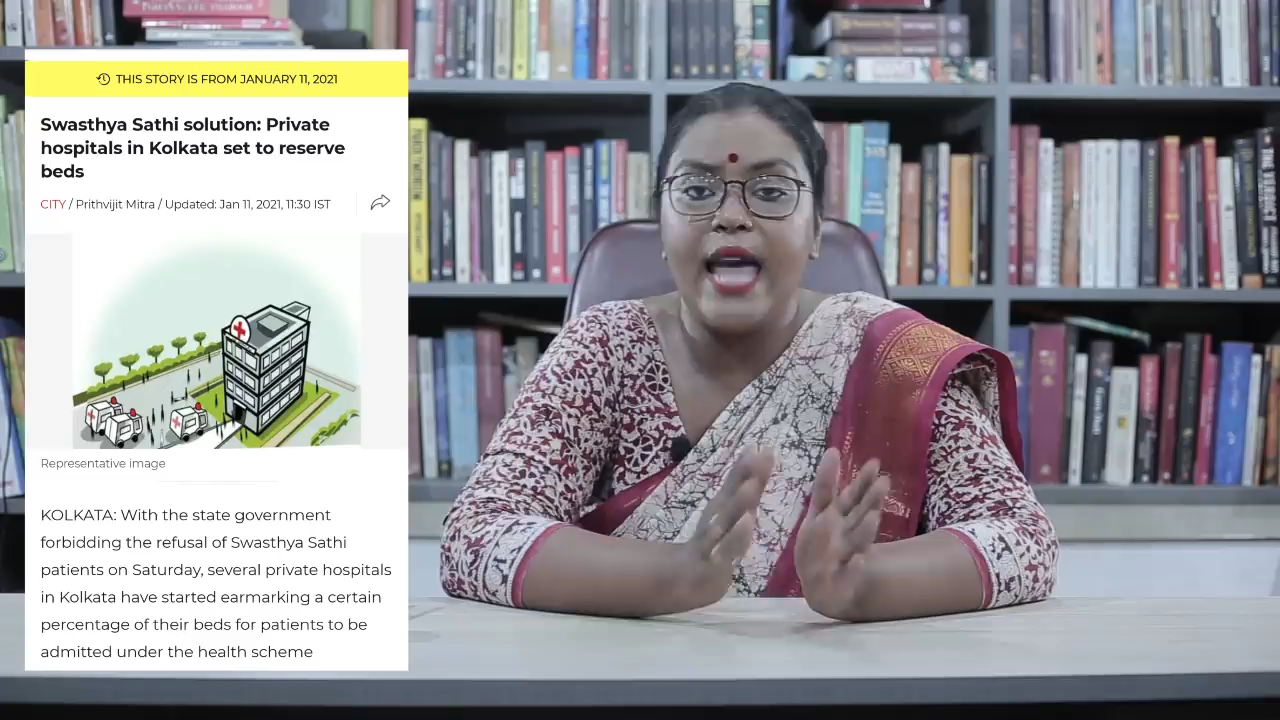 THIS STORY IS FROM JANUARY 11, 2021
Swasthya Sathi solution: Private
hospitals in Kolkata set to reserve
beds
CITY / Prithvijit Mitra / Updated: Jan 11, 2021, 11:30 IST
Representative image
KOLKATA: With the state government
forbidding the refusal of Swasthya Sathi
patients on Saturday, several private hospitals
in Kolkata have started earmarking a certain
percentage of their beds for patients to be
admitted under the health scheme